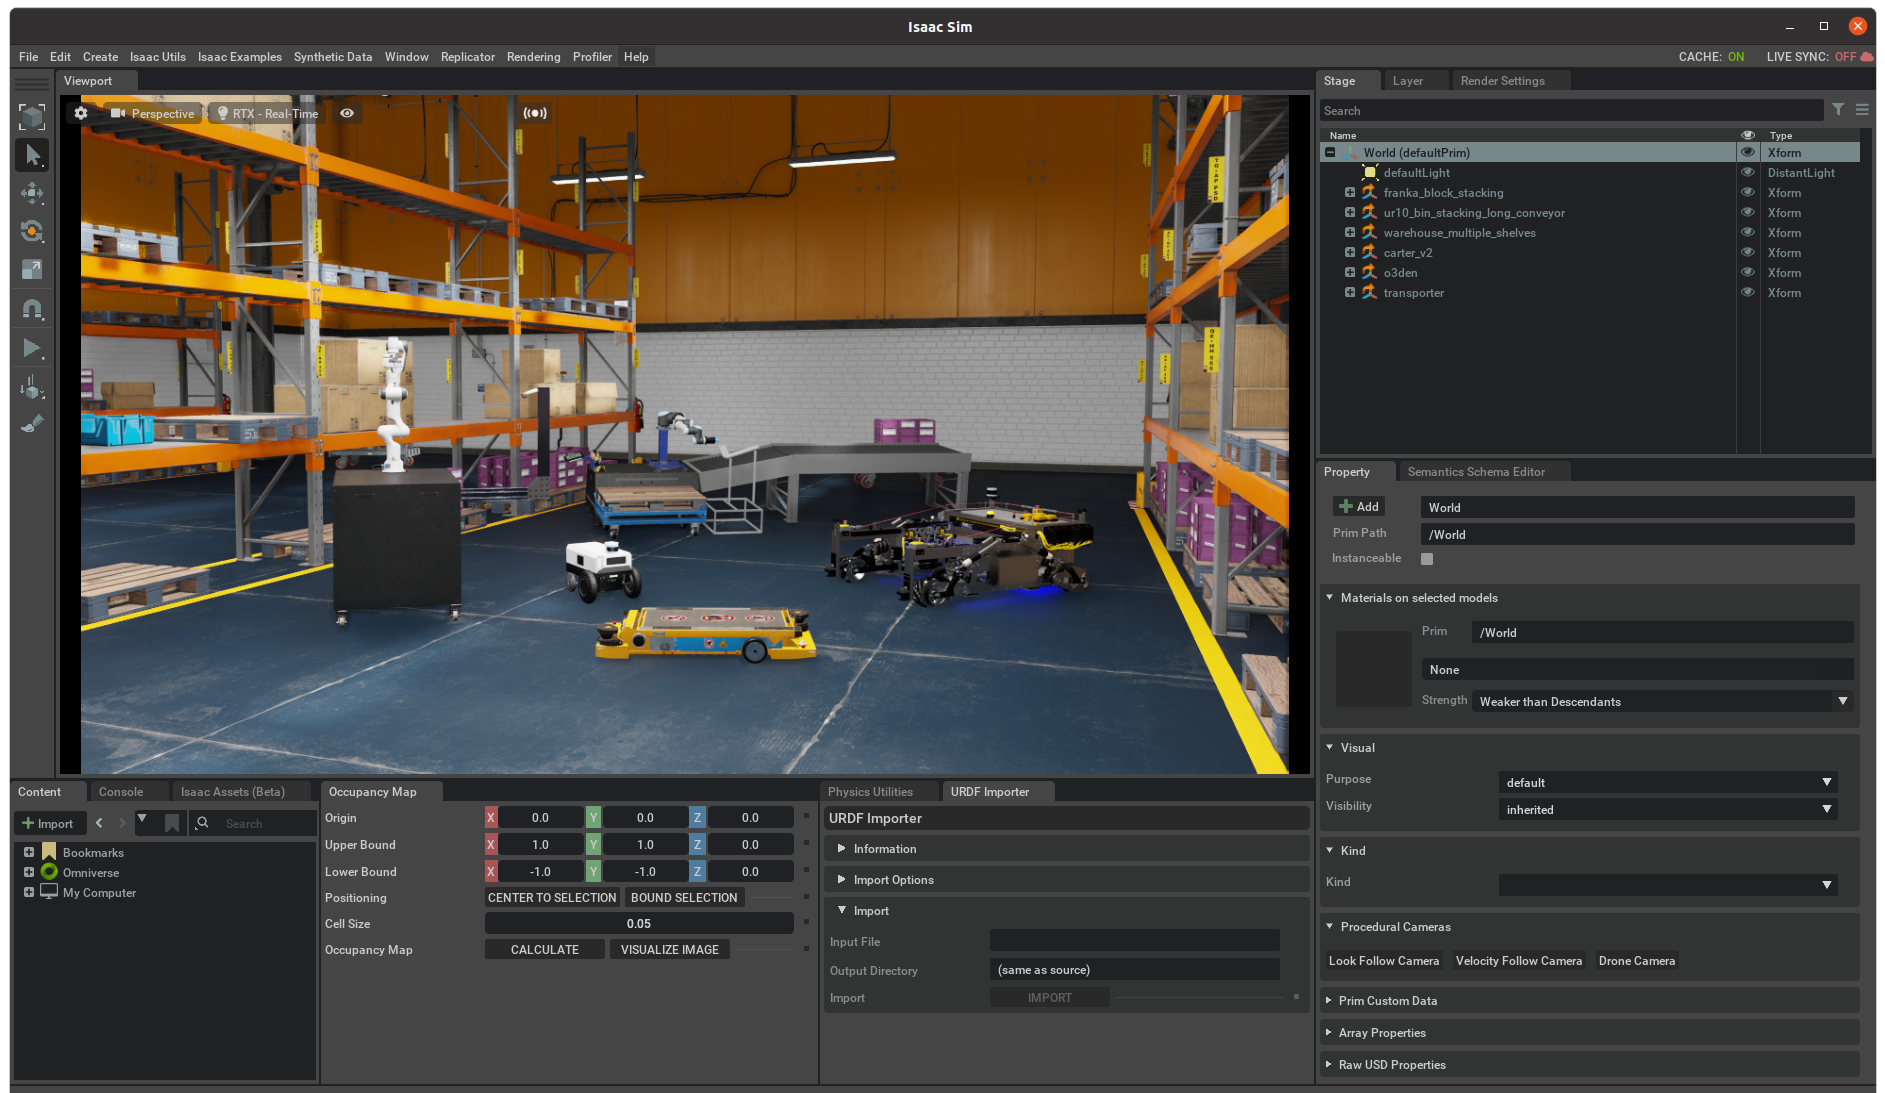 Isaac Sim
File Edit Create Isaac Utils Isaac Examples Synthetic Data Window Replicator Rendering Profiler Help CACHE: ON LIVE SYNC: OFF
Viewport
Perspective RTX - Real-Time
Stage Layer Render Settings
Search
Name Type
World (defaultPrim) Xform
defaultLight DistantLight
franka_block_stacking Xform
ur10_bin_stacking_long_conveyor Xform
warehouse_multiple_shelves Xform
carter_v2 Xform
o3den Xform
transporter Xform
Property Semantics Schema Editor
Add World
Prim Path /World
Instanceable
Materials on selected models
Prim /World
None
Strength Weaker than Descendants
Visual
Purpose default
Visibility inherited
Kind
Kind
Procedural Cameras
Look Follow Camera Velocity Follow Camera Drone Camera
Prim Custom Data
Array Properties
Raw USD Properties
Content Console Isaac Assets (Beta)
Import Search
Bookmarks
Omniverse
My Computer
Occupancy Map
Origin X 0.0 Y 0.0 Z 0.0
Upper Bound X 1.0 Y 1.0 Z 0.0
Lower Bound X -1.0 Y -1.0 Z 0.0
Positioning CENTER TO SELECTION BOUND SELECTION
Cell Size 0.05
Occupancy Map CALCULATE VISUALIZE IMAGE
Physics Utilities URDF Importer
URDF Importer
Information
Import Options
Import
Input File
Output Directory (same as source)
Import IMPORT